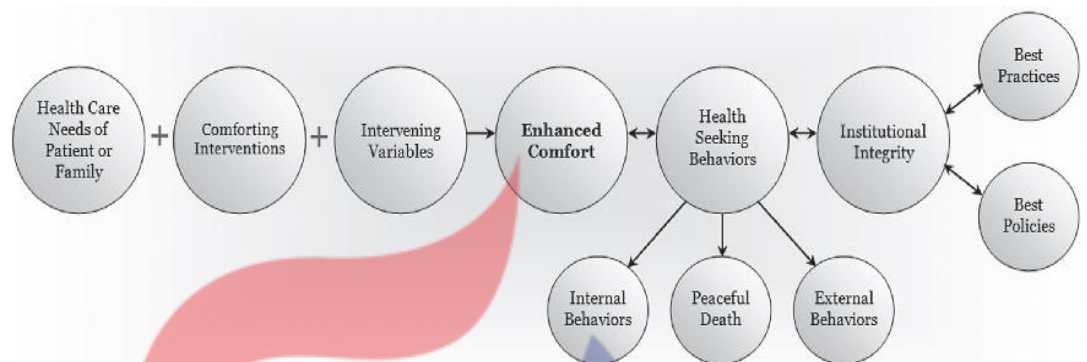 Health Care
Needs of
Patient or
Family
+
Comforting
Interventions
+
Intervening
Variables
Enhanced
Comfort
Health
Seeking
Behaviors
Institutional
Integrity
Best
Practices
Best
Policies
Internal
Behaviors
Peaceful
Death
External
Behaviors